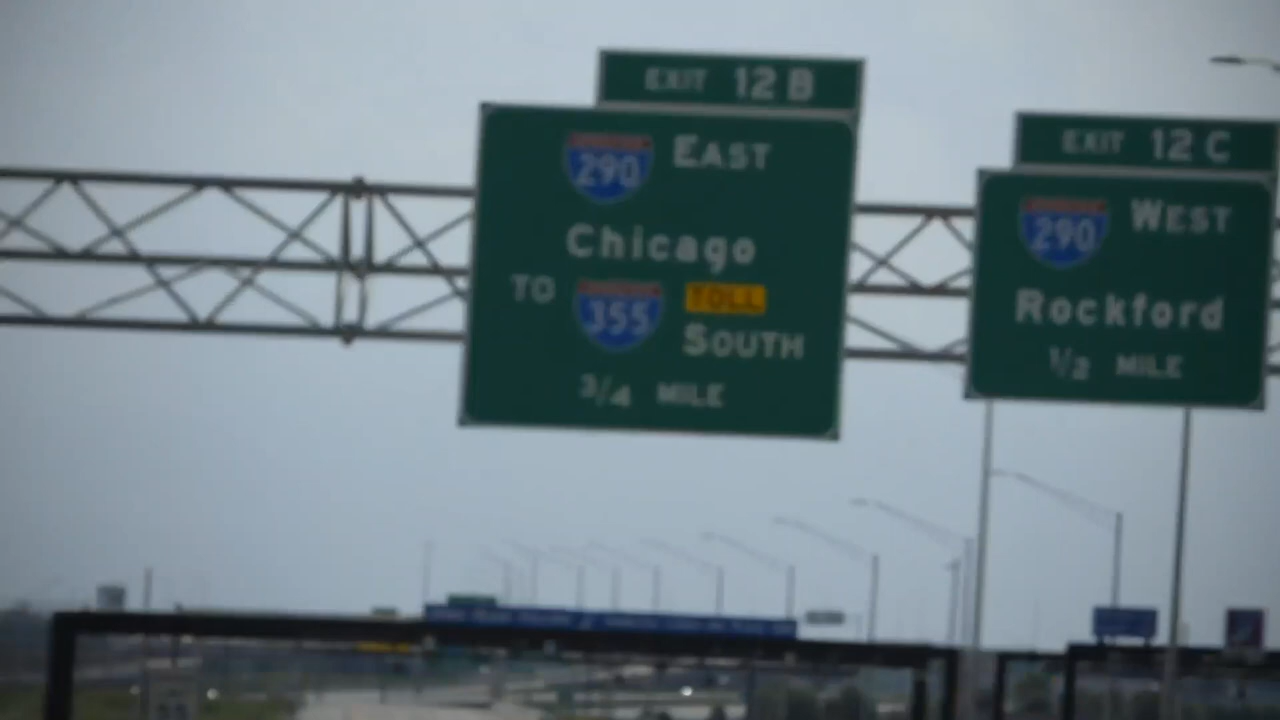 EXIT 12 B
290 EAST
Chicago
TO 355 TOLL SOUTH
3/4 MILE
EXIT 12 C
290 WEST
Rockford
1/2 MILE